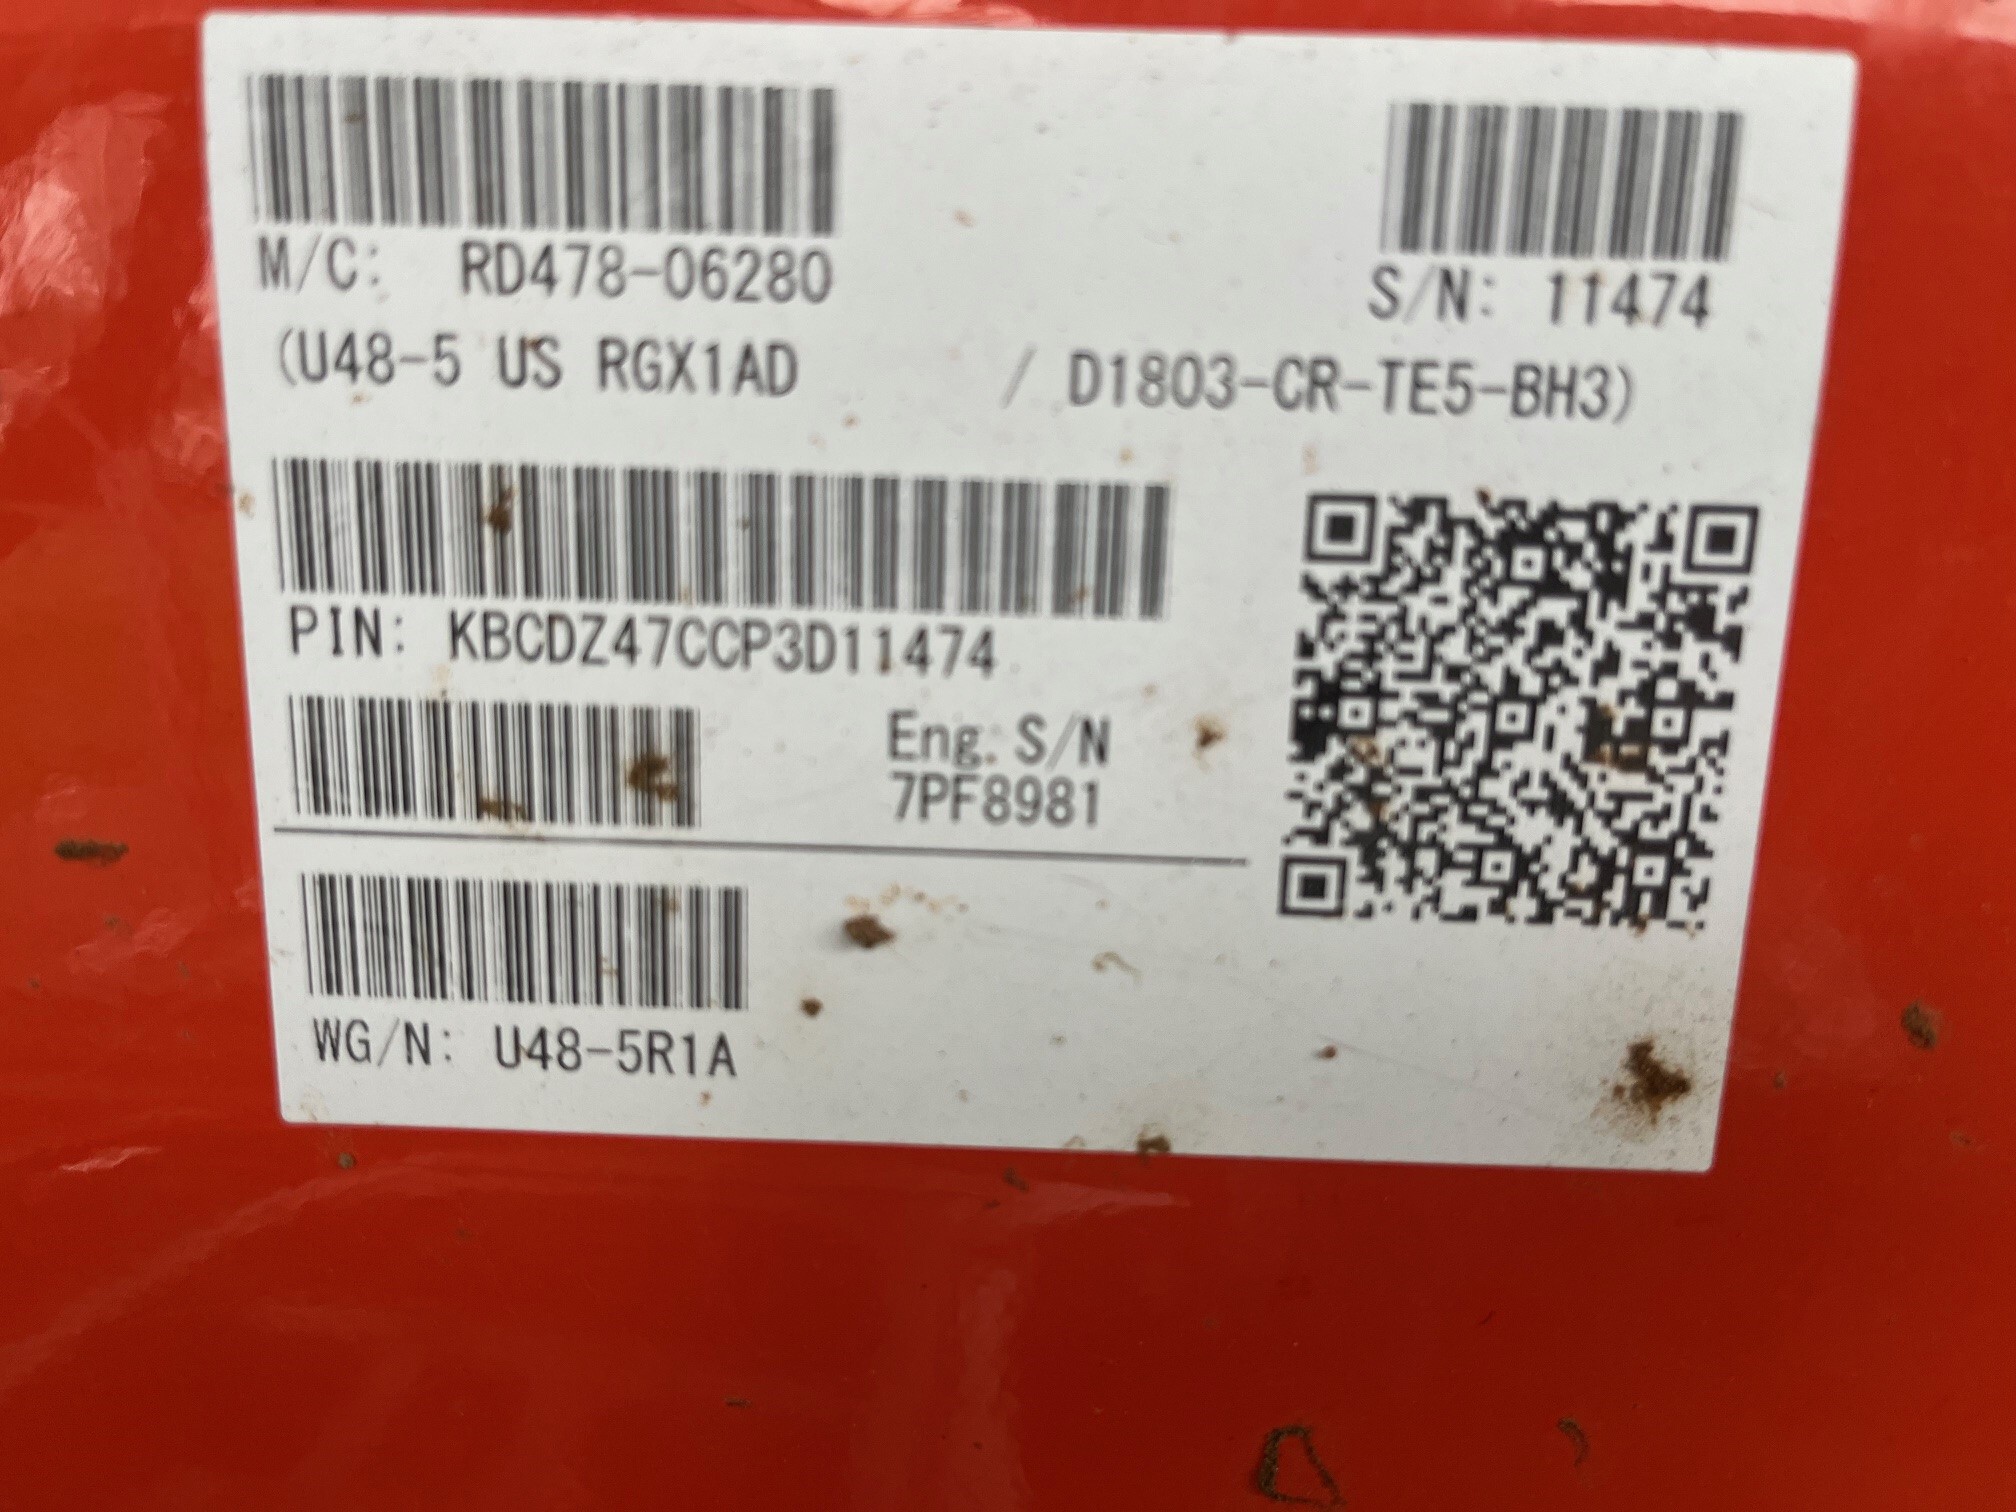 M/C: RD478-06280
S/N: 11474
(U48-5 US RGX1AD / D1803-CR-TE5-BH3)
PIN: KBCDZ47CCP3D11474
Eng. S/N
7PF8981
WG/N: U48-5R1A